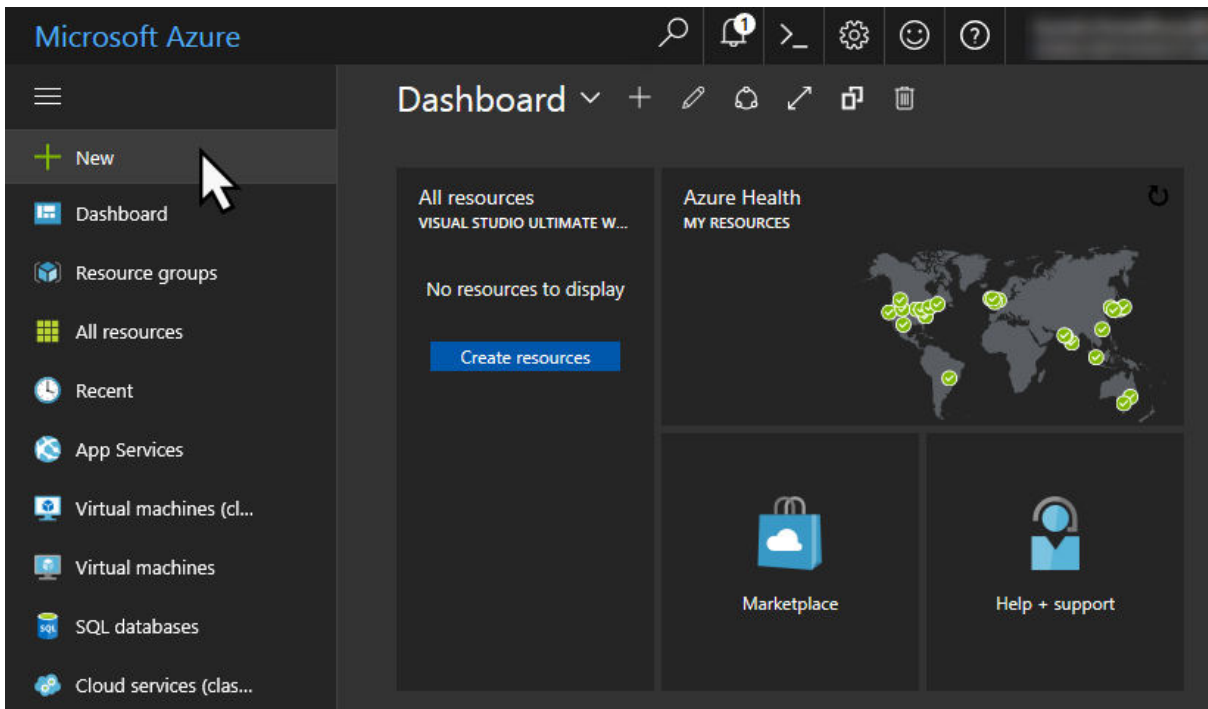 Microsoft Azure
1
>_
?
Dashboard
New
Dashboard
Resource groups
All resources
Recent
App Services
Virtual machines (cl...
Virtual machines
SQL
SQL databases
Cloud services (clas...
All resources
VISUAL STUDIO ULTIMATE W...
No resources to display
Create resources
Azure Health
MY RESOURCES
Marketplace
Help + support